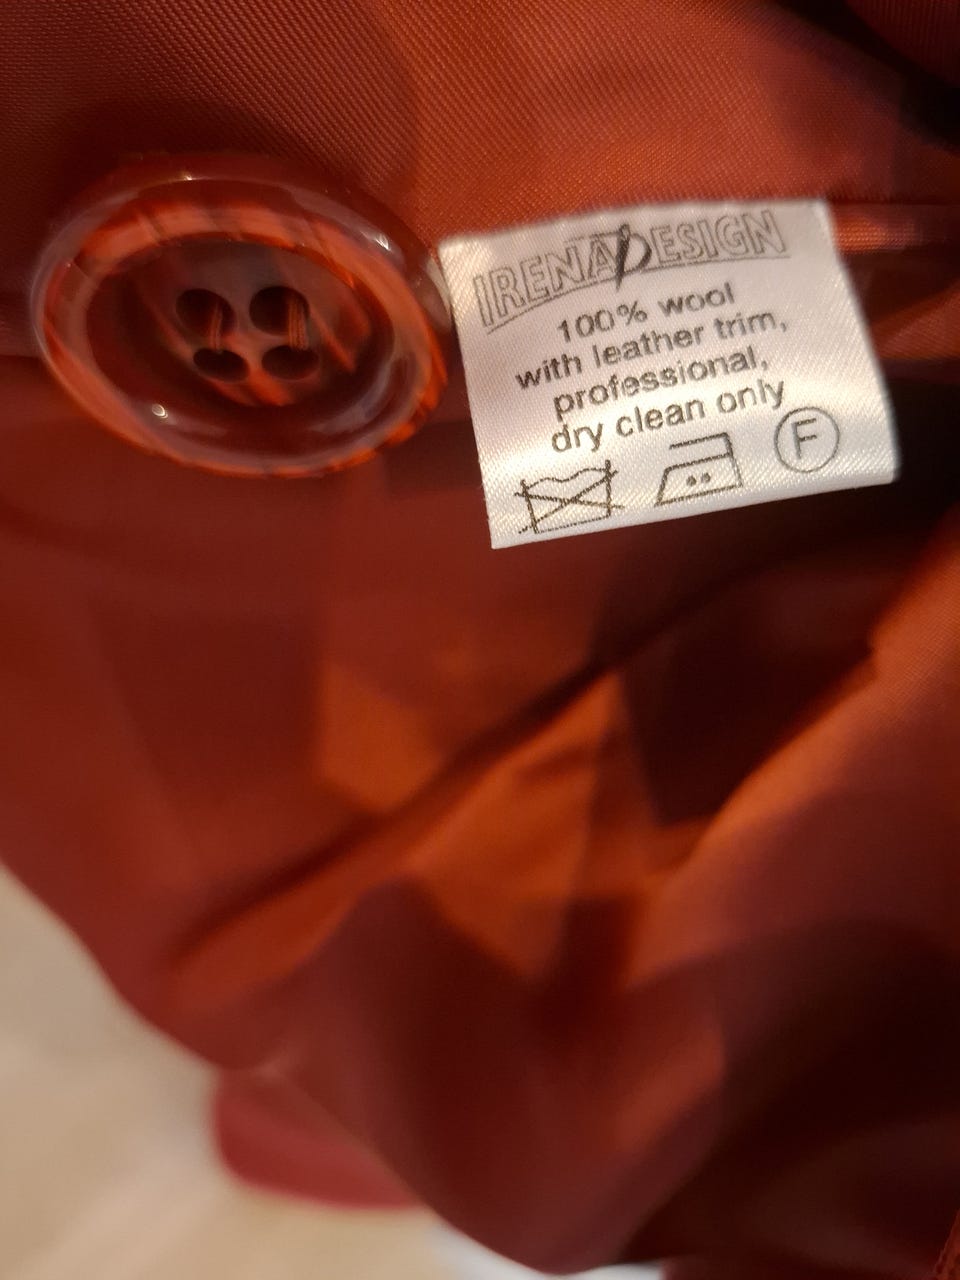 IRENA DESIGN
100% wool
with leather trim,
professional,
dry clean only
F